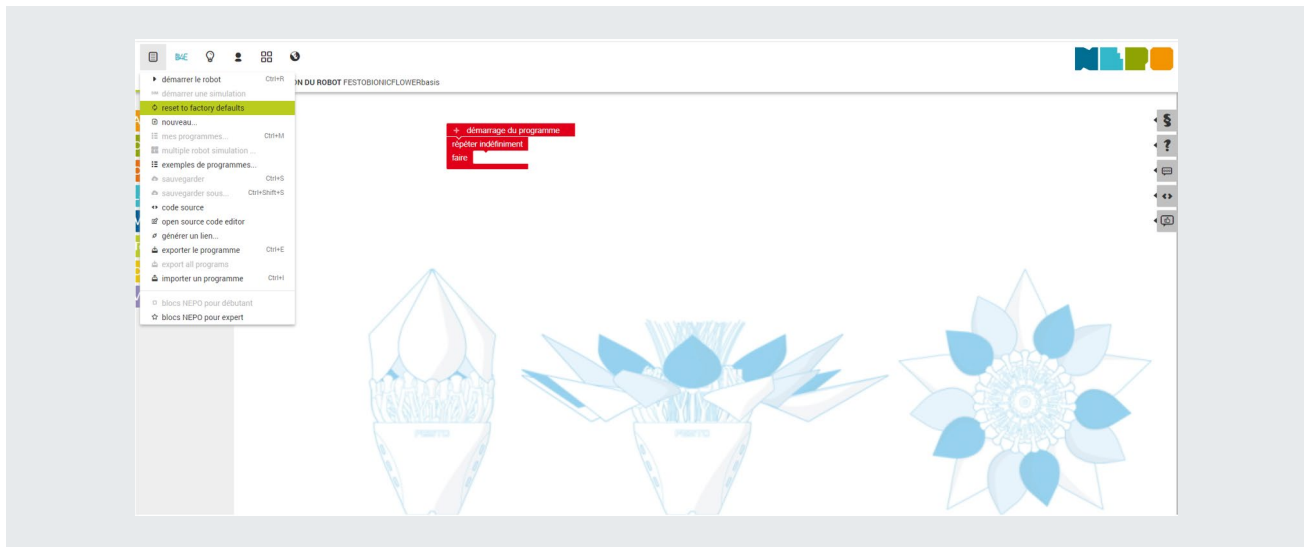 NEPO
ON DU ROBOT FESTOBIONICFLOWERbasis
démarrer le robot Ctrl+R
démarrer une simulation
reset to factory defaults
nouveau...
mes programmes... Ctrl+M
multiple robot simulation ...
exemples de programmes...
sauvegarder Ctrl+S
sauvegarder sous... Ctrl+Shift+S
code source
open source code editor
générer un lien...
exporter le programme Ctrl+E
export all programs
importer un programme Ctrl+I
blocs NEPO pour débutant
blocs NEPO pour expert
+ démarrage du programme
répéter indéfiniment
faire
§
?
FESTO
FESTO